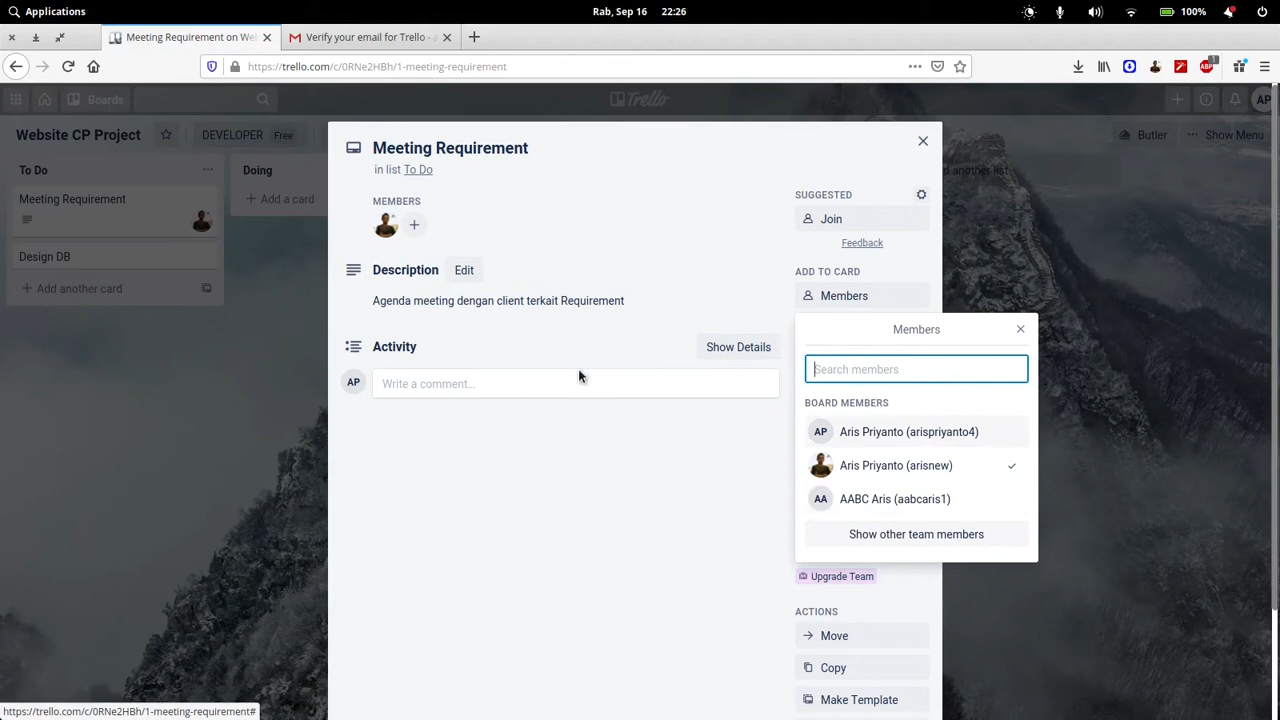 Applications
Rab, Sep 16 22:26
100%
Meeting Requirement on We
Verify your email for Trello - a
https://trello.com/c/0RNe2HBh/1-meeting-requirement
ABP
1
Boards
Trello
AP
Website CP Project
DEVELOPER
Free
Butler
Show Menu
To Do
Meeting Requirement
Design DB
Add another card
Doing
Add a card
d another list
Meeting Requirement
in list To Do
MEMBERS
Description
Edit
Agenda meeting dengan client terkait Requirement
Activity
Show Details
AP
Write a comment…
SUGGESTED
Join
Feedback
ADD TO CARD
Members
Members
Search members
BOARD MEMBERS
AP Aris Priyanto (arispriyanto4)
Aris Priyanto (arisnew)
AA AABC Aris (aabcaris1)
Show other team members
Upgrade Team
ACTIONS
Move
Copy
Make Template
https://trello.com/c/0RNe2HBh/1-meeting-requirement#